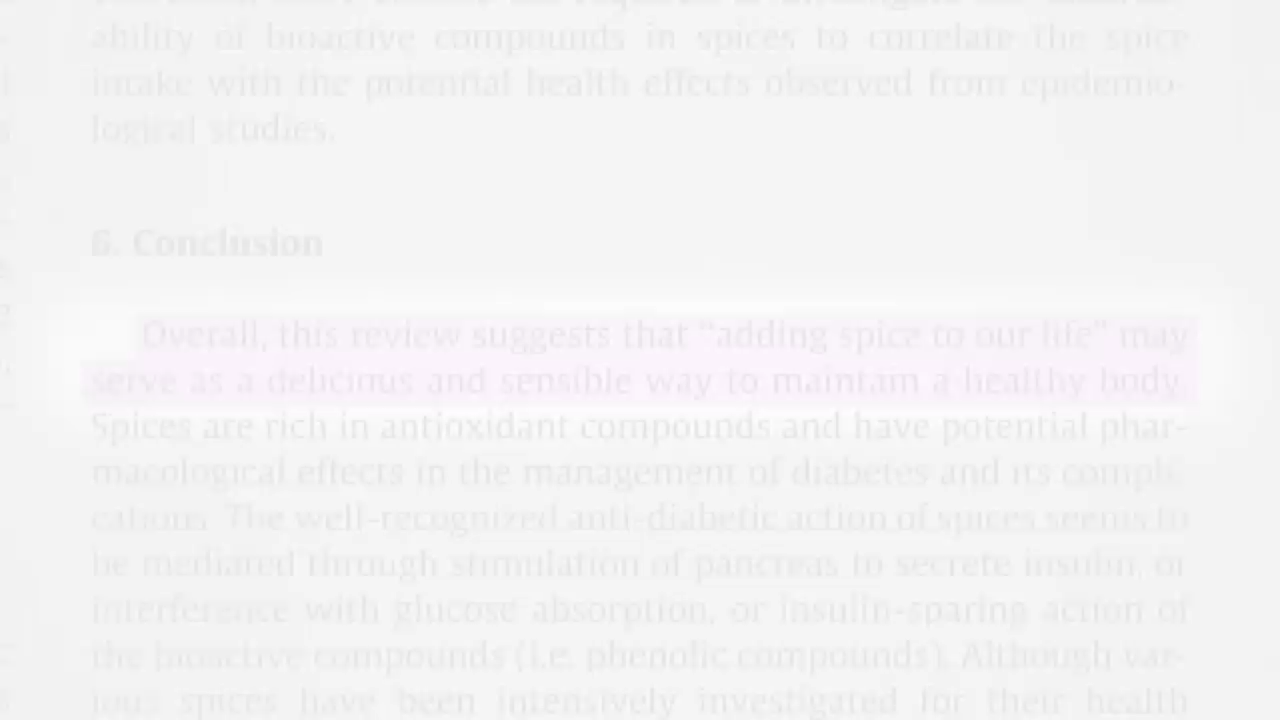 ability of bioactive compounds in spices to correlate the spice
intake with the potential health effects observed from epidemio-
logical studies.
6. Conclusion
Overall, this review suggests that “adding spice to our life” may
serve as a delicious and sensible way to maintain a healthy body.
Spices are rich in antioxidant compounds and have potential phar-
macological effects in the management of diabetes and its compli-
cations. The well-recognized anti-diabetic action of spices seems to
be mediated through stimulation of pancreas to secrete insulin, or
interference with glucose absorption, or insulin-sparing action of
the bioactive compounds (i.e. phenolic compounds). Although var-
ious spices have been intensively investigated for their health